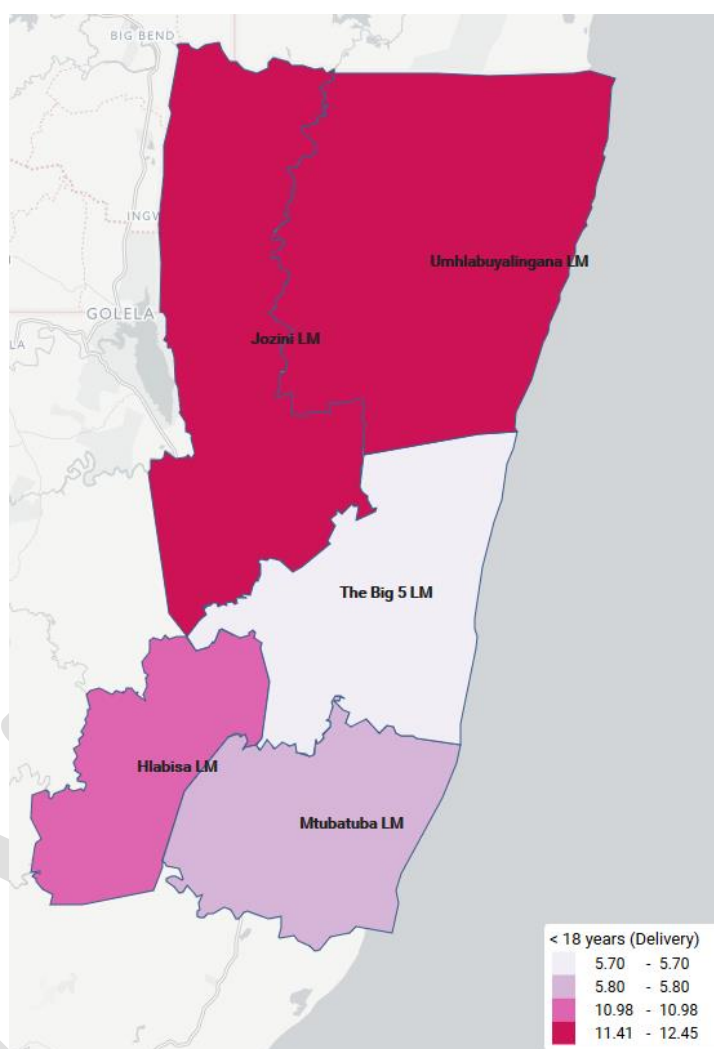 BIG BEND
INGV
GOLELA
LA
Umhlabuyalingana LM
Jozini LM
The Big 5 LM
Hlabisa LM
Mtubatuba LM
< 18 years (Delivery)
5.70 - 5.70
5.80 - 5.80
10.98 - 10.98
11.41 - 12.45